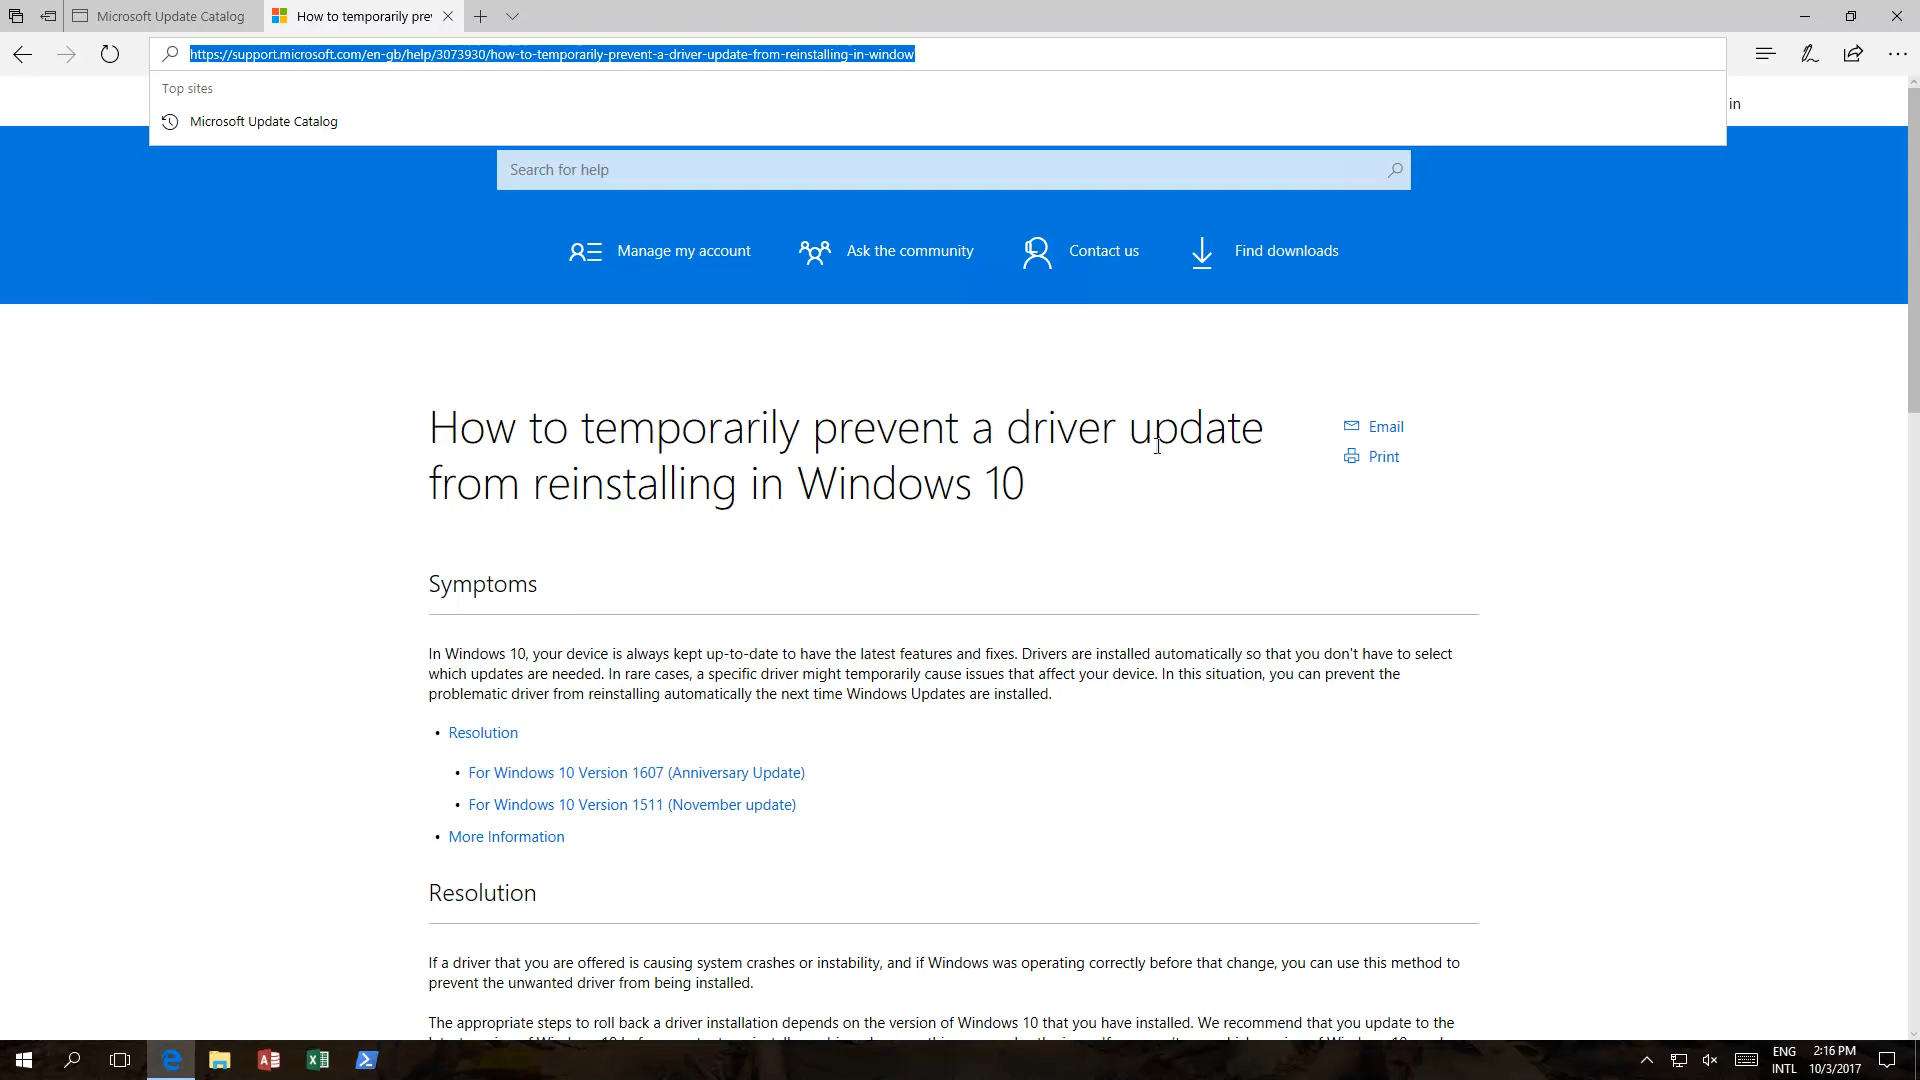 Microsoft Update Catalog
How to temporarily prev
https://support.microsoft.com/en-gb/help/3073930/how-to-temporarily-prevent-a-driver-update-from-reinstalling-in-window
Top sites
Microsoft Update Catalog
in
Search for help
Manage my account
Ask the community
Contact us
Find downloads
How to temporarily prevent a driver update
from reinstalling in Windows 10
Email
Print
Symptoms
In Windows 10, your device is always kept up-to-date to have the latest features and fixes. Drivers are installed automatically so that you don't have to select
which updates are needed. In rare cases, a specific driver might temporarily cause issues that affect your device. In this situation, you can prevent the
problematic driver from reinstalling automatically the next time Windows Updates are installed.
• Resolution
• For Windows 10 Version 1607 (Anniversary Update)
• For Windows 10 Version 1511 (November update)
• More Information
Resolution
If a driver that you are offered is causing system crashes or instability, and if Windows was operating correctly before that change, you can use this method to
prevent the unwanted driver from being installed.
The appropriate steps to roll back a driver installation depends on the version of Windows 10 that you have installed. We recommend that you update to the
ENG
INTL
2:16 PM
10/3/2017